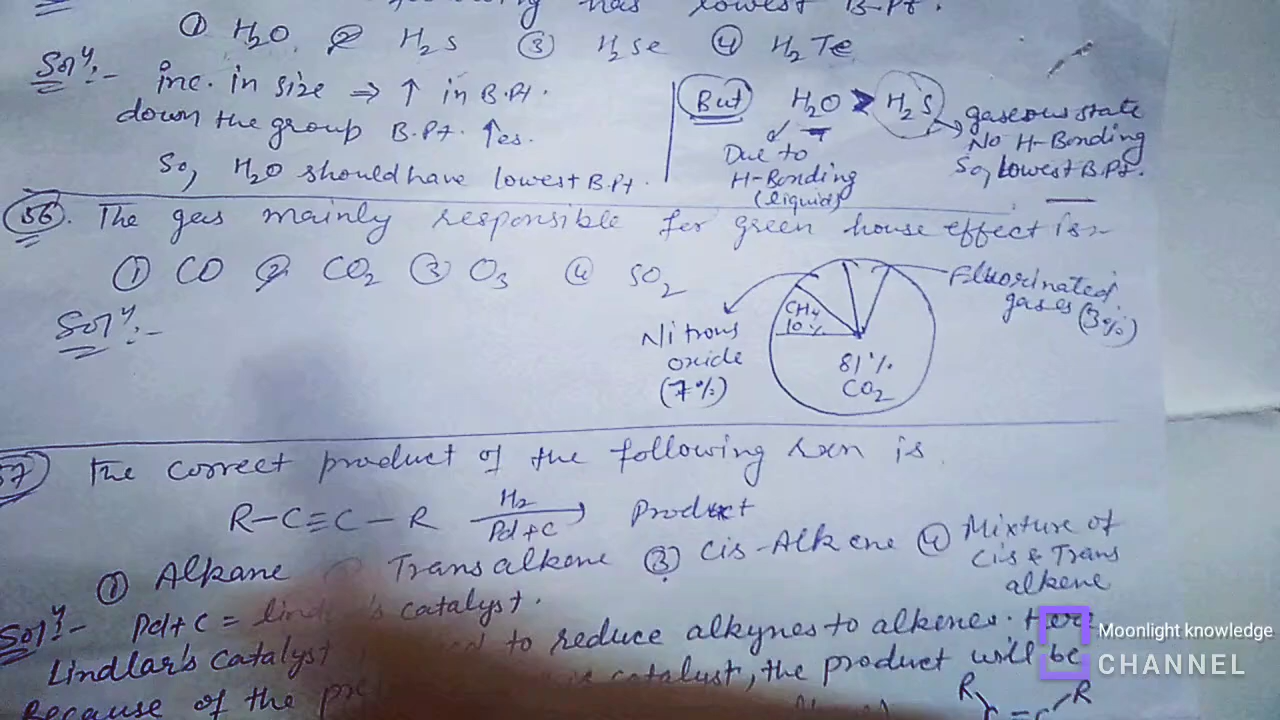 has lowest B.Pt.
① H₂O ② H₂S ③ H₂Se ④ H₂Te
Solⁿ:- inc. in size ⇒ ↑ in B.Pt.
down the group B.Pt. ↑es.
So, H₂O should have lowest B.Pt.
But H₂O > H₂S
Due to
H-Bonding
(liquid)
gaseous state
No H-Bonding
So, lowest B.Pt.
56. The gas mainly responsible for green house effect is:-
① CO ② CO₂ ③ O₃ ④ SO₂
Solⁿ:-
Nitrous
oxide
(7%)
CH₄
10%
81%
CO₂
Fluorinated
gases (3%)
57 The correct product of the following rxn is
R-C≡C-R H₂ Pd+C Product
① Alkane Trans alkene ③ Cis-Alkene ④ Mixture of
Cis & Trans
alkene
Solⁿ:- Pd+C = catalyst.
Lindlar's catalyst to reduce alkynes to alkenes. Here
Because of the catalyst, the product will be
R R
Moonlight knowledge
CHANNEL